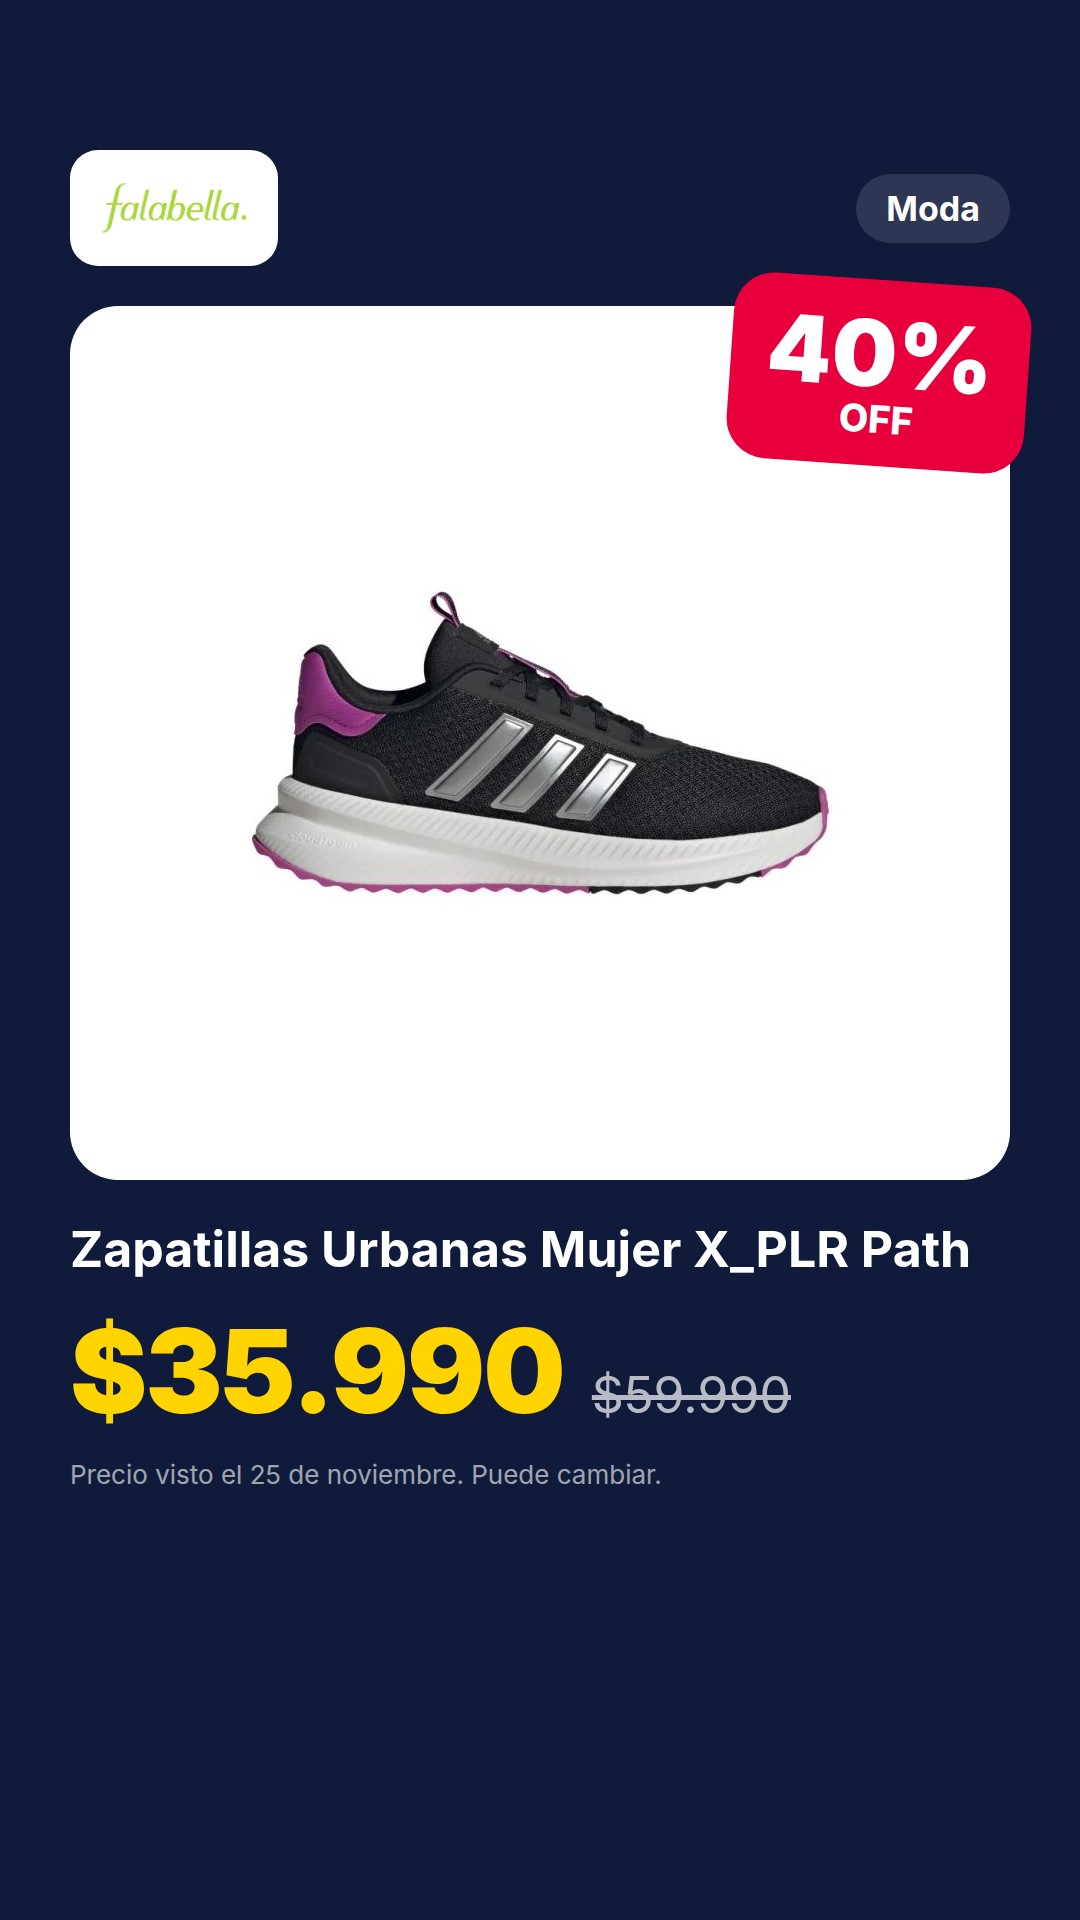 falabella.
Moda
40%
OFF
cloudfoam
Zapatillas Urbanas Mujer X_PLR Path
$35.990 $59.990
Precio visto el 25 de noviembre. Puede cambiar.